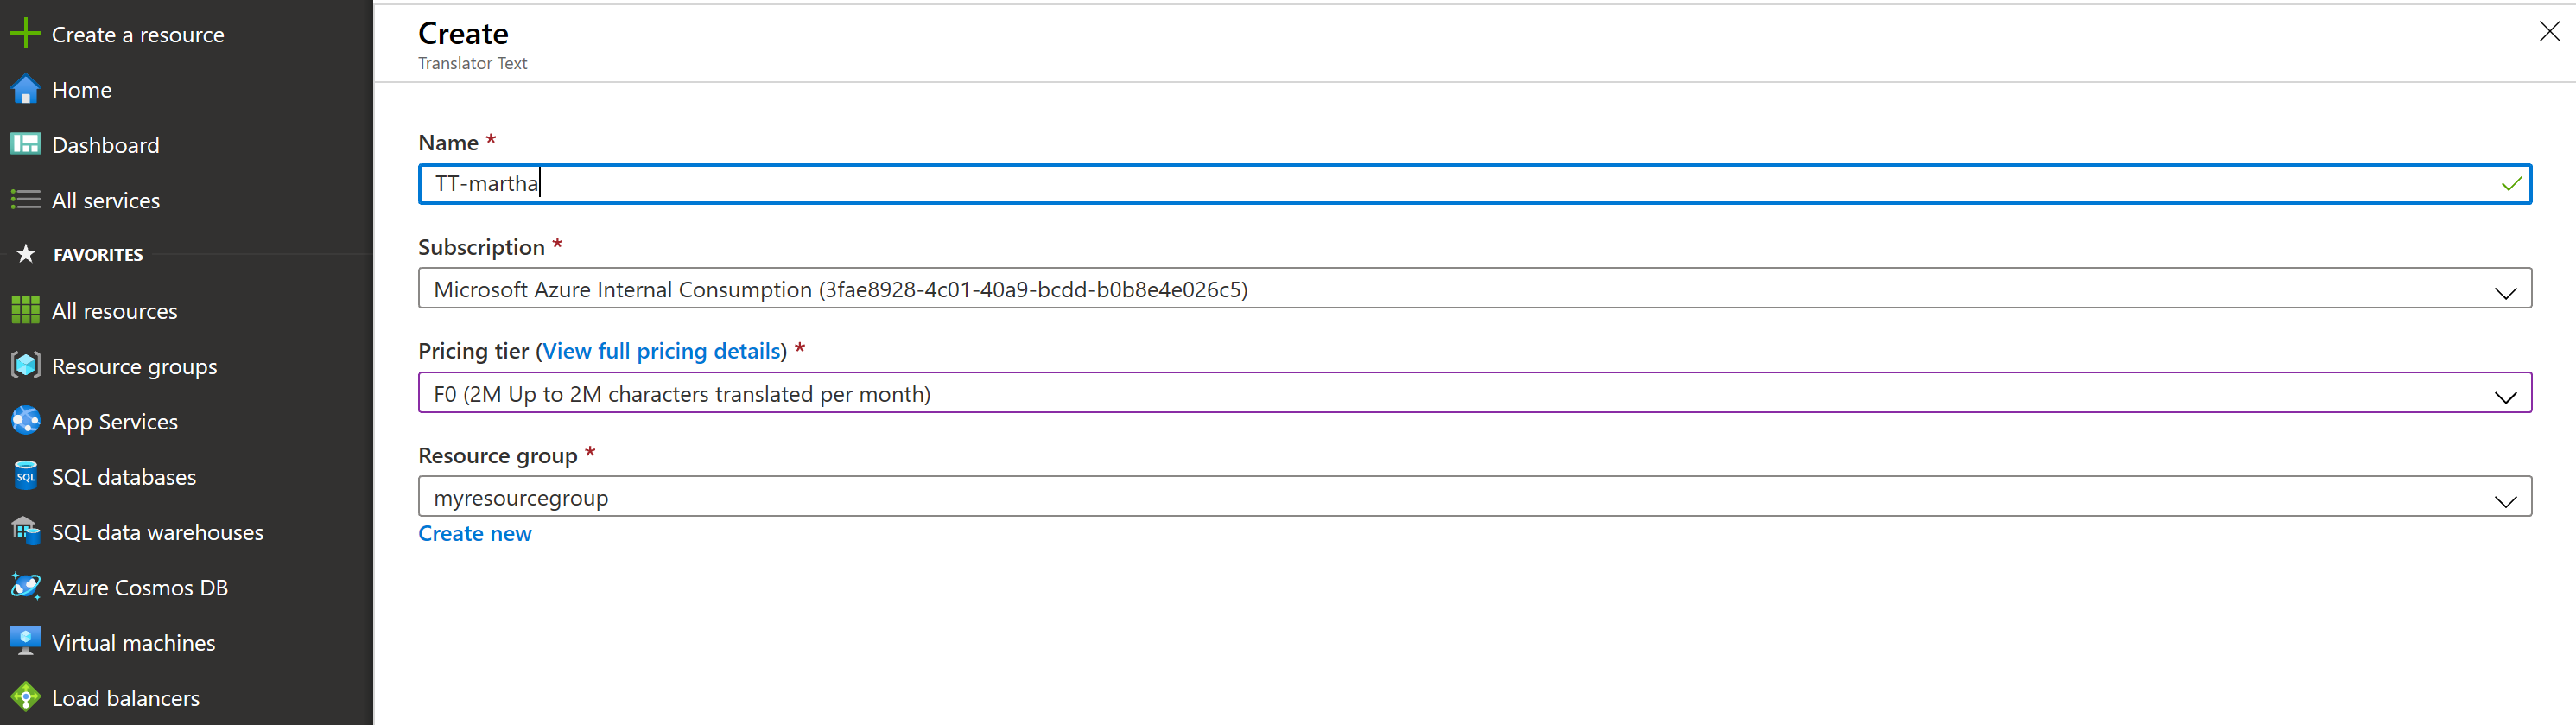 Create a resource
Home
Dashboard
All services
FAVORITES
All resources
Resource groups
App Services
SQL databases
SQL
SQL data warehouses
Azure Cosmos DB
Virtual machines
Load balancers
Create
Translator Text
Name *
TT-martha
Subscription *
Microsoft Azure Internal Consumption (3fae8928-4c01-40a9-bcdd-b0b8e4e026c5)
Pricing tier (View full pricing details) *
F0 (2M Up to 2M characters translated per month)
Resource group *
myresourcegroup
Create new